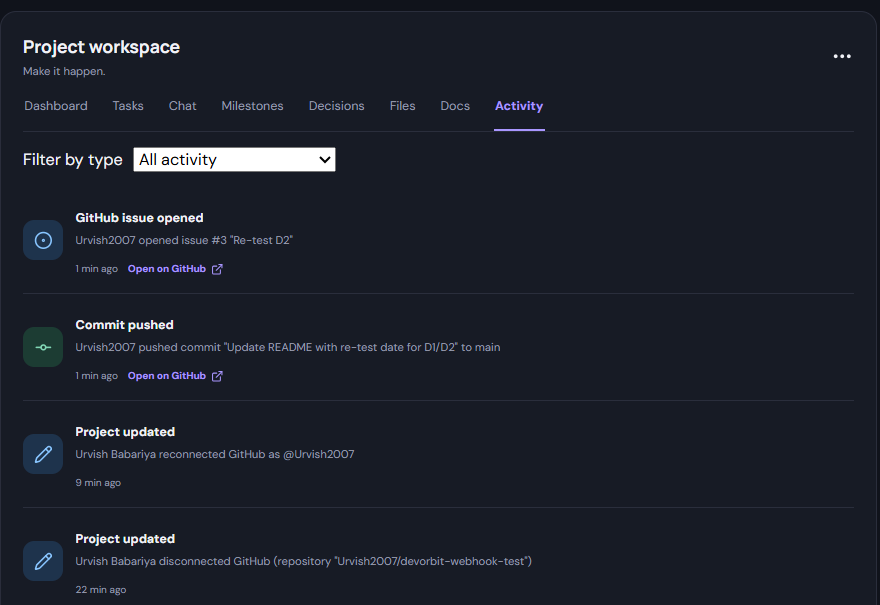 Project workspace
Make it happen.
Dashboard Tasks Chat Milestones Decisions Files Docs Activity
Filter by type All activity
GitHub issue opened
Urvish2007 opened issue #3 "Re-test D2"
1 min ago Open on GitHub
Commit pushed
Urvish2007 pushed commit "Update README with re-test date for D1/D2" to main
1 min ago Open on GitHub
Project updated
Urvish Babariya reconnected GitHub as @Urvish2007
9 min ago
Project updated
Urvish Babariya disconnected GitHub (repository "Urvish2007/devorbit-webhook-test")
22 min ago